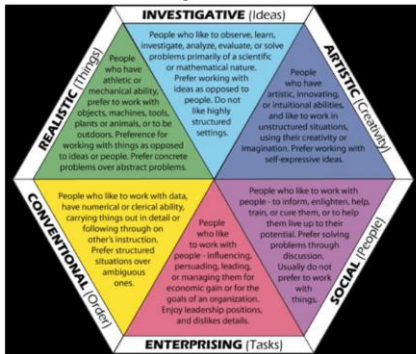 INVESTIGATIVE (Ideas)
People who like to observe, learn,
investigate, analyze, evaluate, or solve
problems primarily of a scientific
or mathematical nature.
Prefer working with
ideas as opposed to
people. Do not
like highly
structured
settings.
ARTISTIC (Creativity)
People
who have
artistic, innovating,
or intuitional abilities,
and like to work in
unstructured situations,
using their creativity or
imagination. Prefer working with
self-expressive ideas.
SOCIAL (People)
People who like to work with
people - to inform, enlighten, help,
train, or cure them, or to help
them live up to their
potential. Prefer solving
problems through
discussion.
Usually do not
prefer to work
with
things.
ENTERPRISING (Tasks)
People
who like
to work with
people - influencing,
persuading, leading,
or managing them for
economic gain or for the
goals of an organization.
Enjoy leadership positions,
and dislikes details.
CONVENTIONAL (Order)
People who like to work with data,
have numerical or clerical ability,
carrying things out in detail or
following through on
other's instruction.
Prefer structured
situations over
ambiguous
ones.
REALISTIC (Things)
People
who have
athletic or
mechanical ability,
prefer to work with
objects, machines, tools,
plants or animals, or to be
outdoors. Preference for
working with things as opposed
to ideas or people. Prefer concrete
problems over abstract problems.